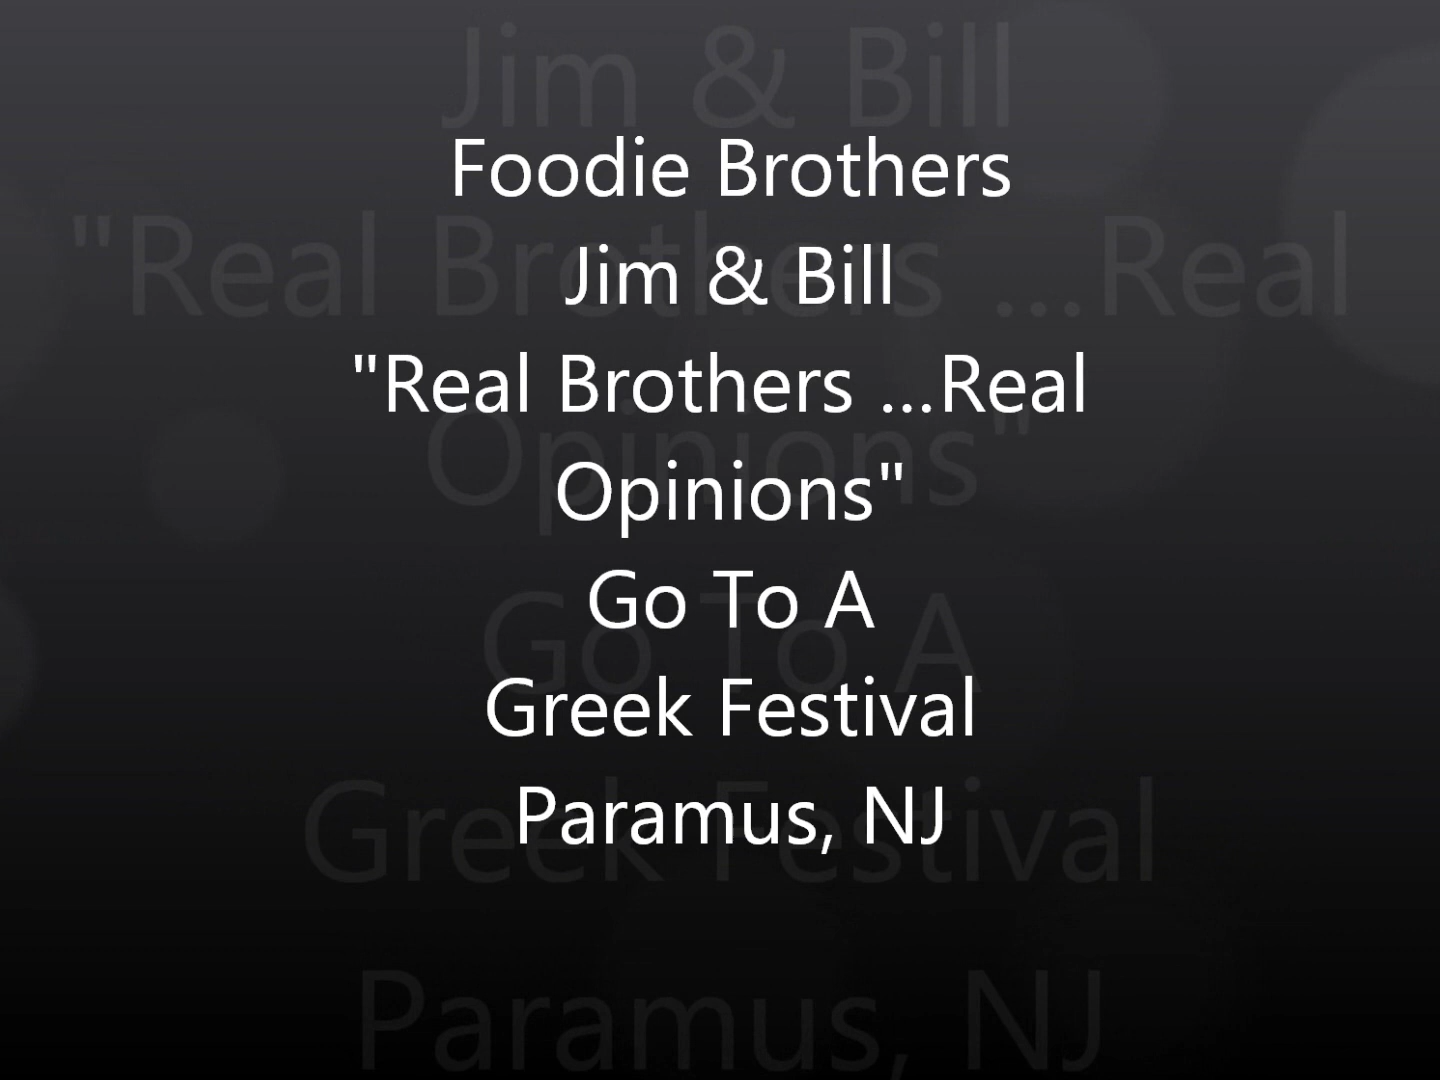 Foodie Brothers
Jim & Bill
"Real Brothers ...Real
Opinions"
Go To A
Greek Festival
Paramus, NJ